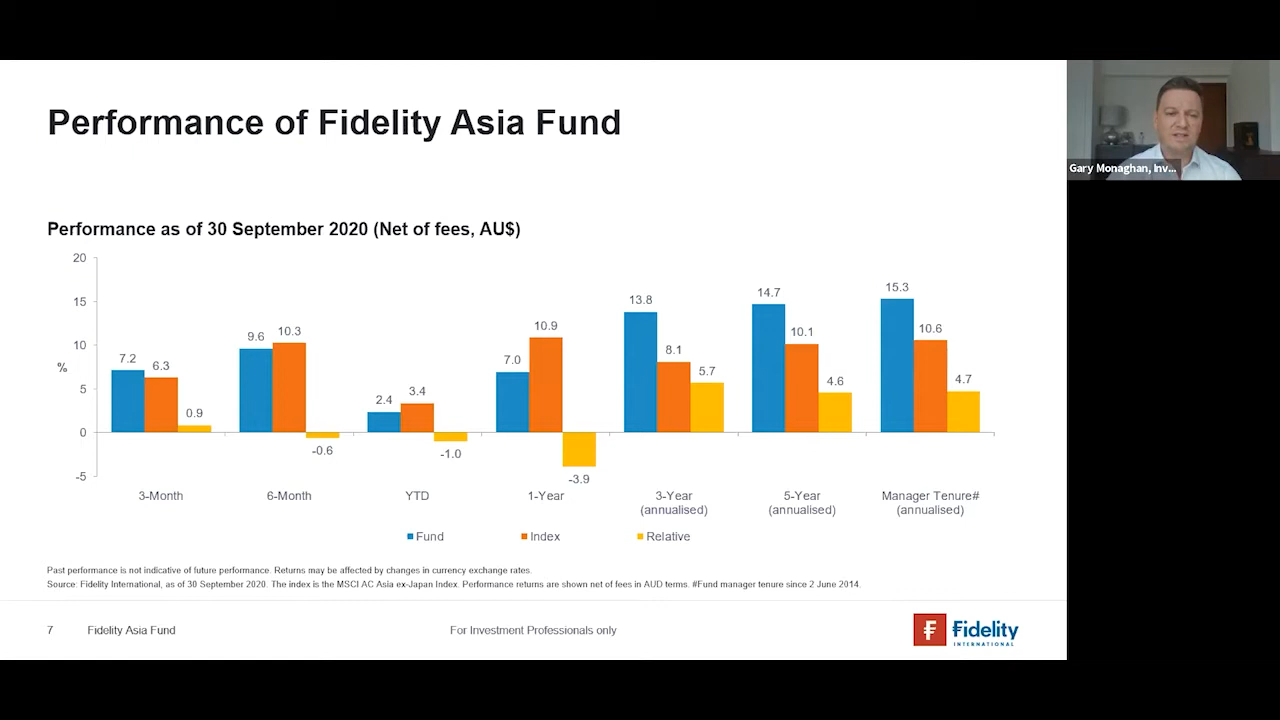 Performance of Fidelity Asia Fund
Gary Monaghan, Inv...
Performance as of 30 September 2020 (Net of fees, AU$)
20
15
10
5
0
-5
%
7.2
6.3
0.9
9.6
10.3
-0.6
2.4
3.4
-1.0
7.0
10.9
-3.9
13.8
8.1
5.7
14.7
10.1
4.6
15.3
10.6
4.7
3-Month
6-Month
YTD
1-Year
3-Year
(annualised)
5-Year
(annualised)
Manager Tenure#
(annualised)
Fund
Index
Relative
Past performance is not indicative of future performance. Returns may be affected by changes in currency exchange rates.
Source: Fidelity International, as of 30 September 2020. The index is the MSCI AC Asia ex-Japan Index. Performance returns are shown net of fees in AUD terms. #Fund manager tenure since 2 June 2014.
7
Fidelity Asia Fund
For Investment Professionals only
Fidelity
INTERNATIONAL